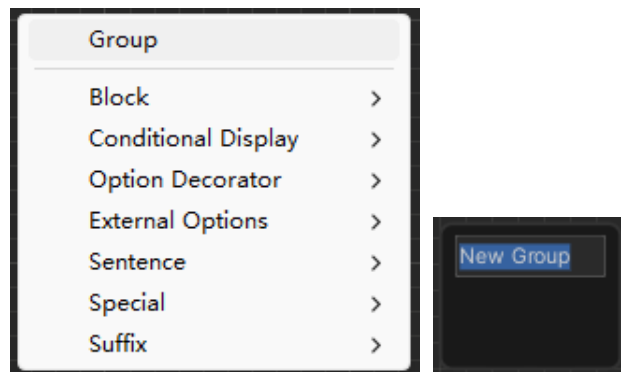 Group
Block
Conditional Display
Option Decorator
External Options
Sentence
Special
Suffix
New Group